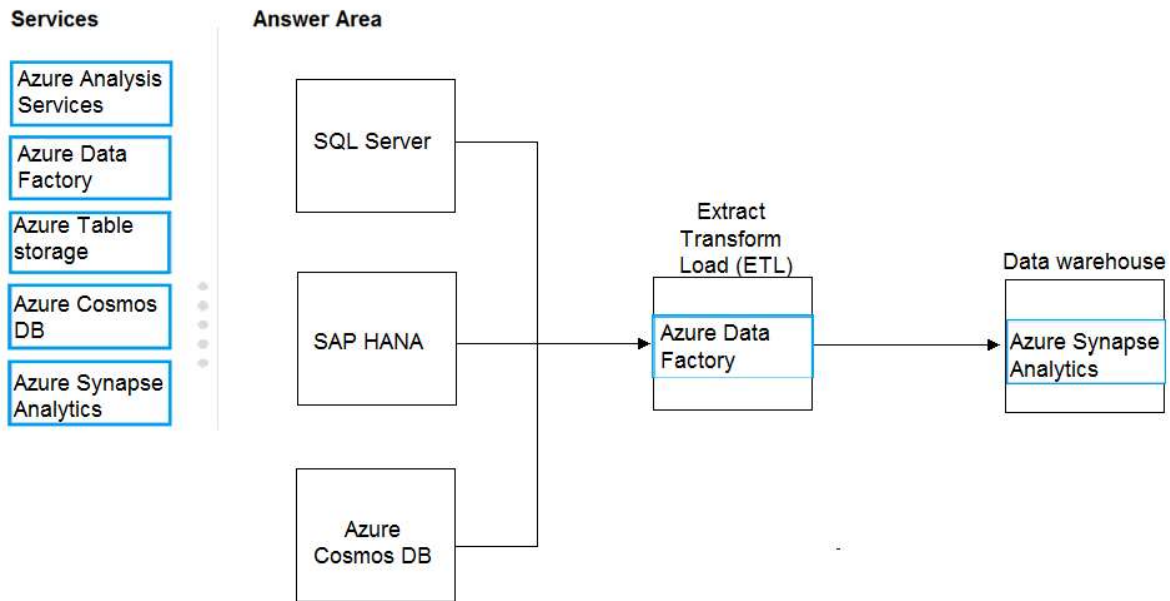 Services
Answer Area
Azure Analysis
Services
Azure Data
Factory
Azure Table
storage
Azure Cosmos
DB
Azure Synapse
Analytics
SQL Server
SAP HANA
Azure
Cosmos DB
Extract
Transform
Load (ETL)
Azure Data
Factory
Data warehouse
Azure Synapse
Analytics